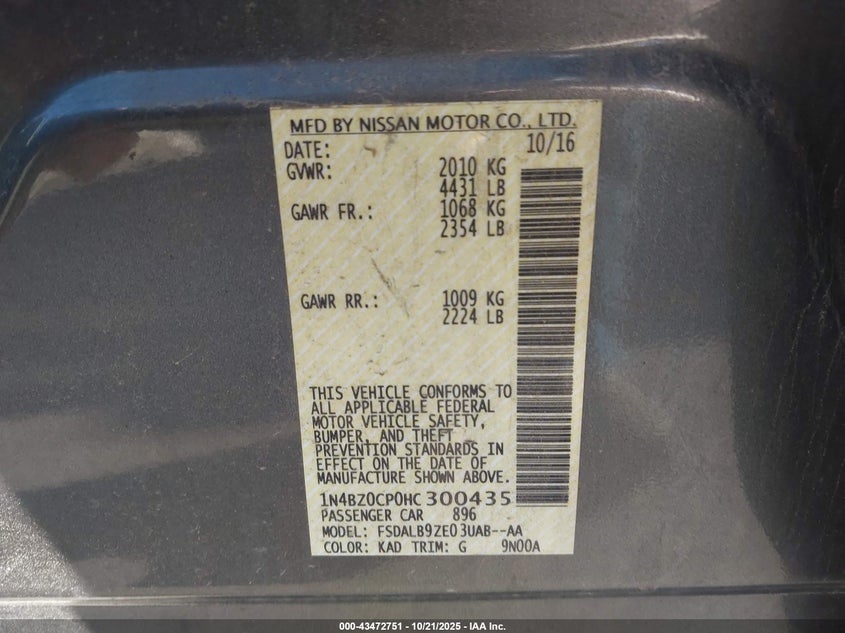 MFD BY NISSAN MOTOR CO., LTD.
DATE: 10/16
GVWR: 2010 KG
4431 LB
GAWR FR.: 1068 KG
2354 LB
GAWR RR.: 1009 KG
2224 LB
THIS VEHICLE CONFORMS TO
ALL APPLICABLE FEDERAL
MOTOR VEHICLE SAFETY,
BUMPER, AND THEFT
PREVENTION STANDARDS IN
EFFECT ON THE DATE OF
MANUFACTURE SHOWN ABOVE.
1N4BZ0CP0HC300435
PASSENGER CAR 896
MODEL: FSDALB9ZE03UAB--AA
COLOR: KAD TRIM: G 9N00A
000-43472751 - 10/21/2025 - IAA Inc.